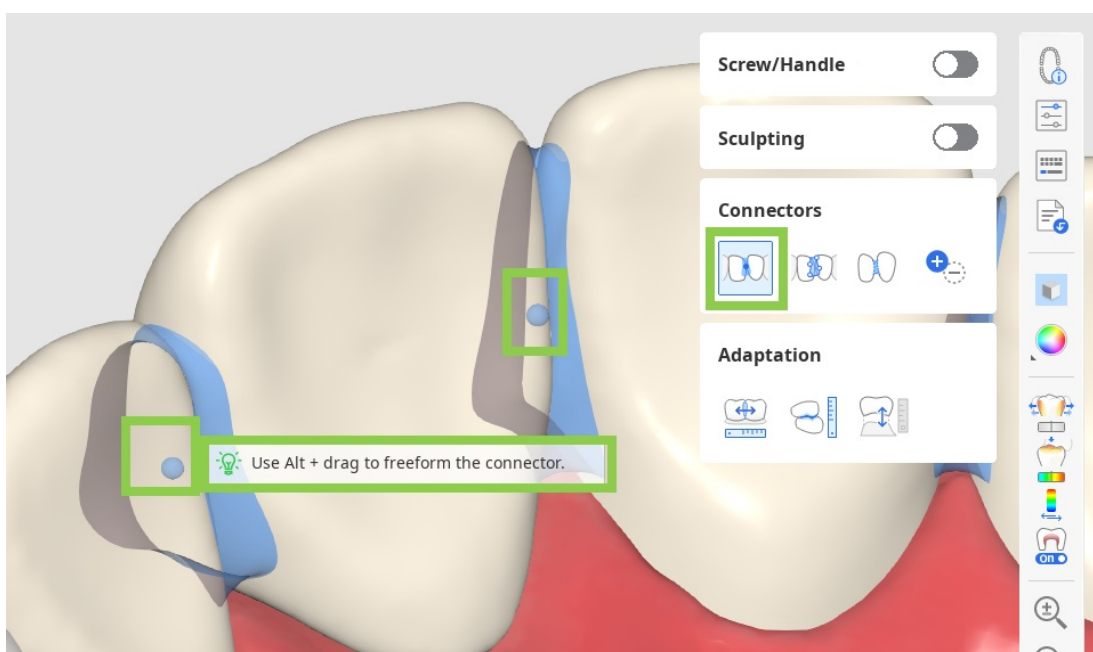 Screw/Handle
Sculpting
Connectors
Adaptation
Use Alt + drag to freeform the connector.
on